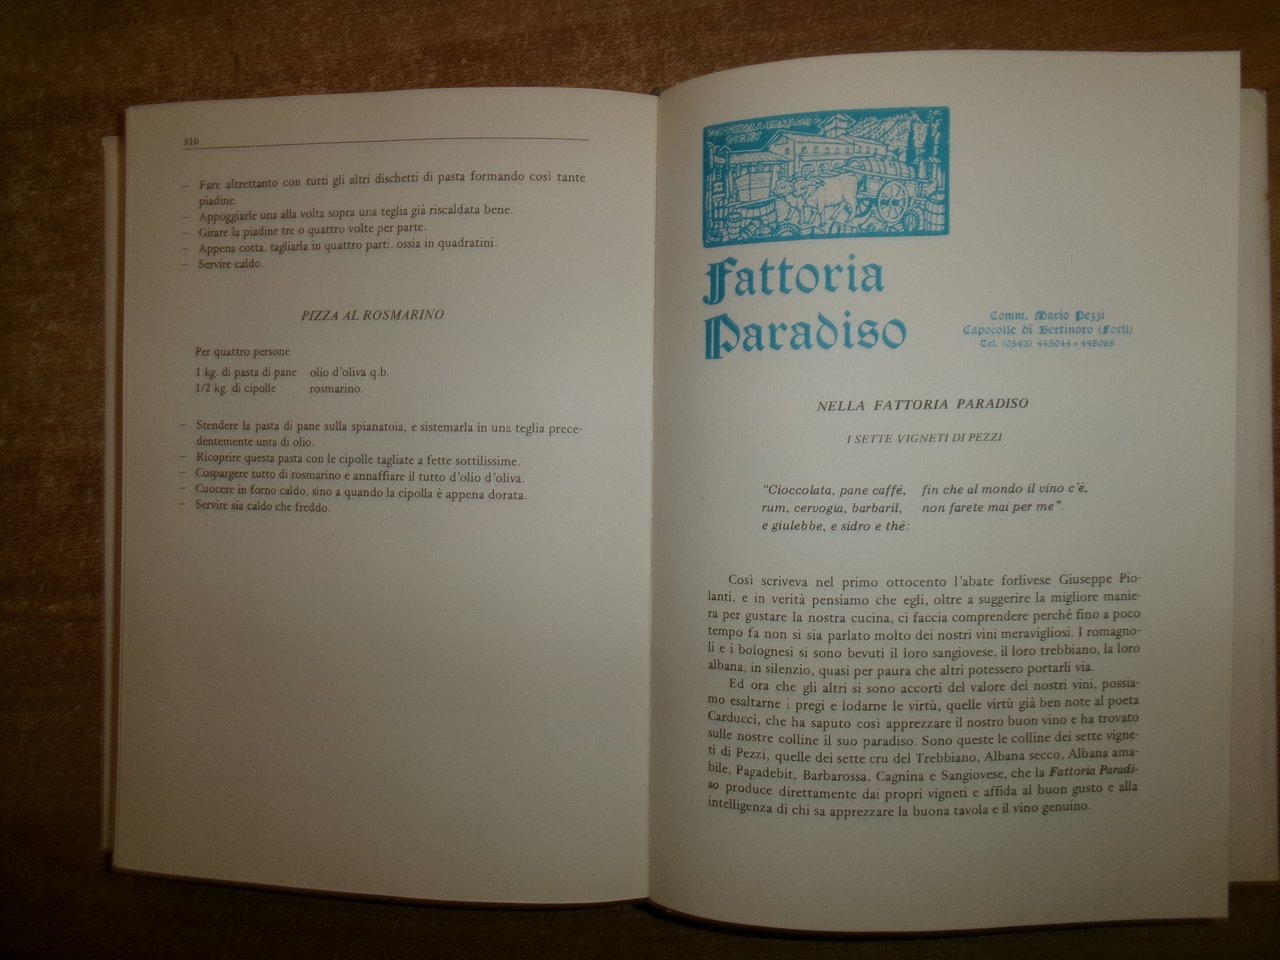 310
– Fare altrettanto con tutti gli altri dischetti di pasta formando così tante
piadine.
– Appoggiarle una alla volta sopra una teglia già riscaldata bene.
– Girare la piadine tre o quattro volte per parte.
– Appena cotta, tagliarla in quattro parti, ossia in quadratini.
– Servire caldo.
PIZZA AL ROSMARINO
Per quattro persone
1 kg. di pasta di pane olio d'oliva q.b.
1/2 kg. di cipolle rosmarino.
– Stendere la pasta di pane sulla spianatoia, e sistemarla in una teglia prece-
dentemente unta di olio.
– Ricoprire questa pasta con le cipolle tagliate a fette sottilissime.
– Cospargere tutto di rosmarino e annaffiare il tutto d'olio d'oliva.
– Cuocere in forno caldo, sino a quando la cipolla è appena dorata.
– Servire sia caldo che freddo.
Fattoria
Paradiso
Comm. Mario Pezzi
Capocolle di Bertinoro (Forlì)
Tel. (0543) 445044 - 445068
NELLA FATTORIA PARADISO
I SETTE VIGNETI DI PEZZI
"Cioccolata, pane caffè, fin che al mondo il vino c'è,
rum, cervogia, barbaril, non farete mai per me".
e giulebbe, e sidro e thè:
Così scriveva nel primo ottocento l'abate forlivese Giuseppe Pio-
lanti, e in verità pensiamo che egli, oltre a suggerire la migliore manie-
ra per gustare la nostra cucina, ci faccia comprendere perché fino a poco
tempo fa non si sia parlato molto dei nostri vini meravigliosi. I romagno-
li e i bolognesi si sono bevuti il loro sangiovese, il loro trebbiano, la loro
albana, in silenzio, quasi per paura che altri potessero portarli via.
Ed ora che gli altri si sono accorti del valore dei nostri vini, possia-
mo esaltarne i pregi e lodarne le virtù, quelle virtù già ben note al poeta
Carducci, che ha saputo così apprezzare il nostro buon vino e ha trovato
sulle nostre colline il suo paradiso. Sono queste le colline dei sette vigne-
ti di Pezzi, quelle dei sette cru del Trebbiano, Albana secco, Albana ama-
bile, Pagadebit, Barbarossa, Cagnina e Sangiovese, che la Fattoria Paradi-
so produce direttamente dai propri vigneti e affida al buon gusto e alla
intelligenza di chi sa apprezzare la buona tavola e il vino genuino.